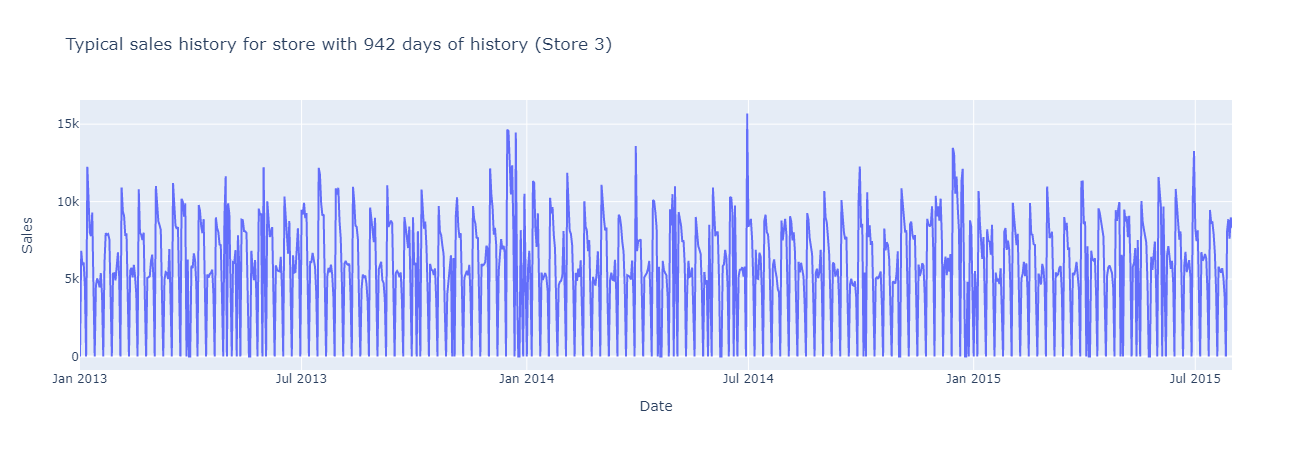 Typical sales history for store with 942 days of history (Store 3)
15k
10k
5k
0
Sales
Jan 2013 Jul 2013 Jan 2014 Jul 2014 Jan 2015 Jul 2015
Date